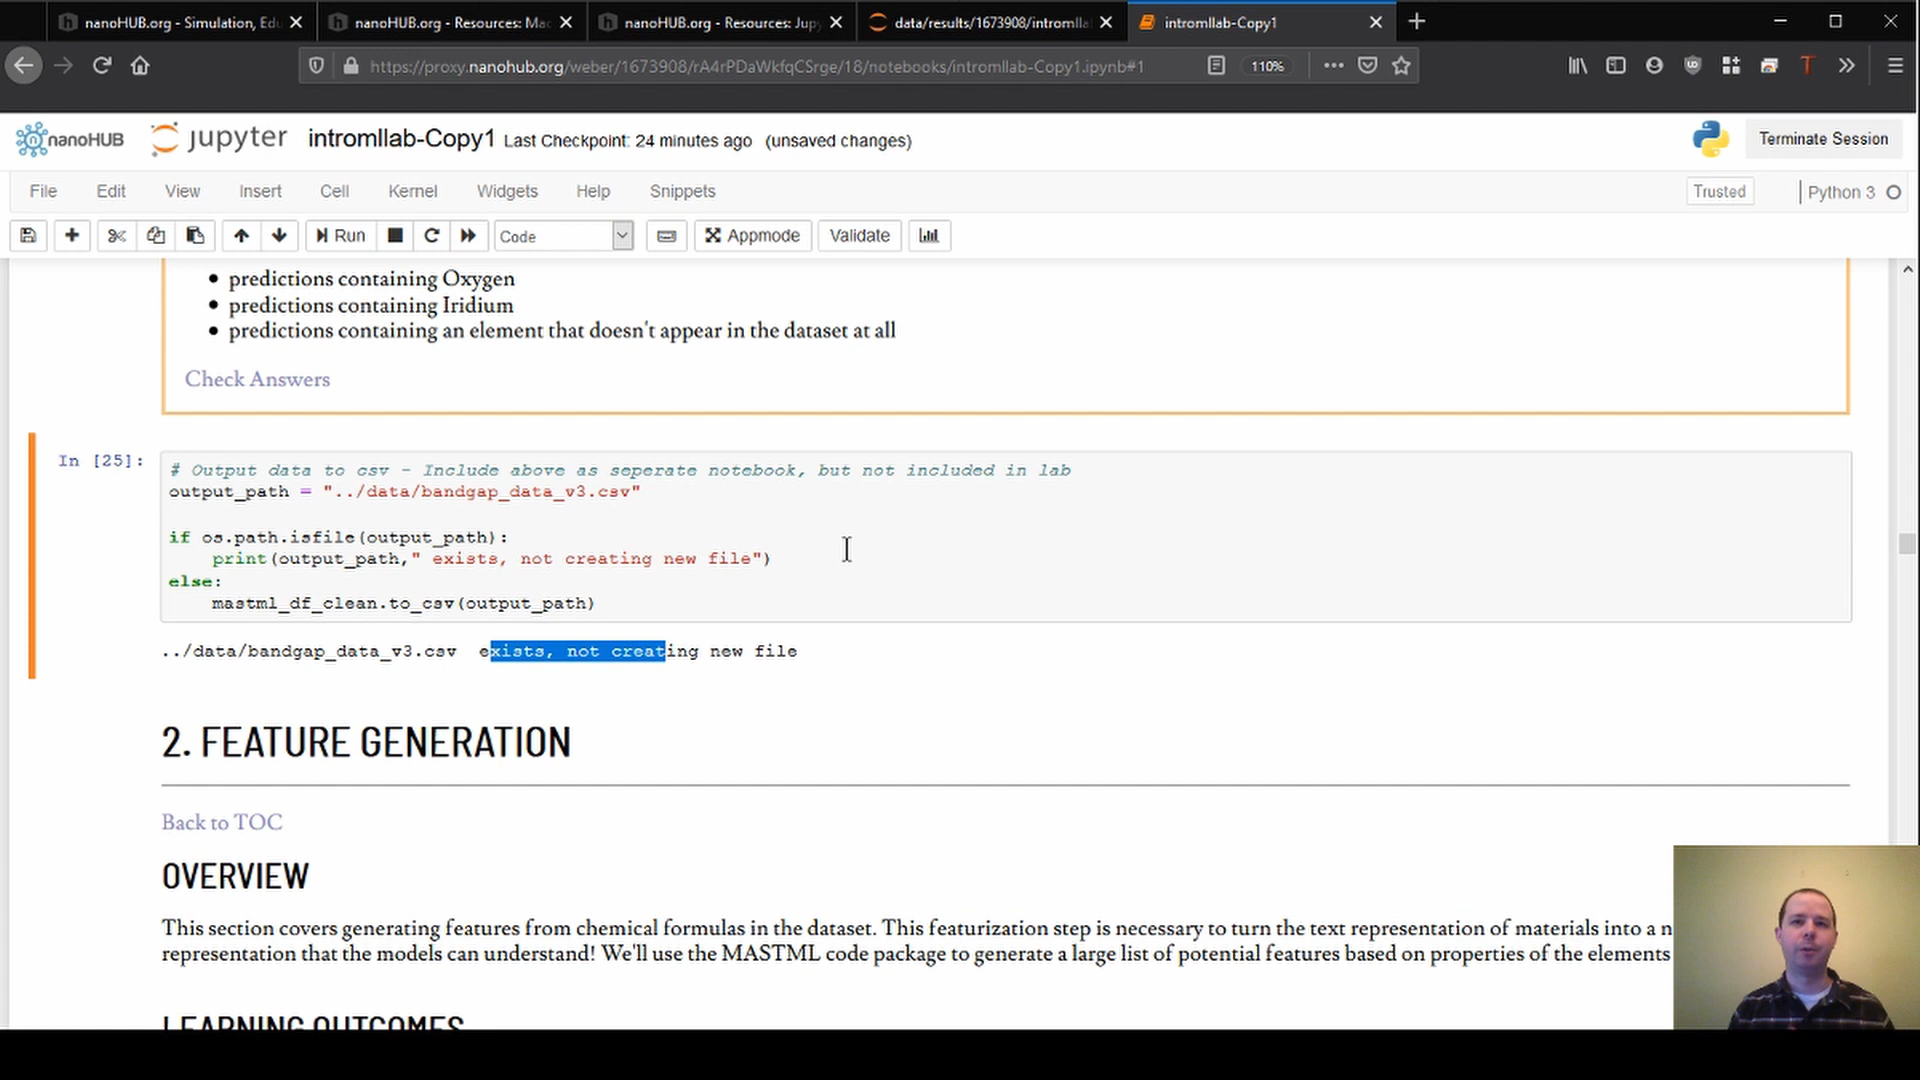 nanoHUB.org - Simulation, Edu
nanoHUB.org - Resources: Mac
nanoHUB.org - Resources: Jupy
data/results/1673908/intromllab
intromllab-Copy1
https://proxy.nanohub.org/weber/1673908/rA4rPDaWkfqCSrge/18/notebooks/intromllab-Copy1.ipynb#1
110%
nanoHUB
jupyter
intromllab-Copy1 Last Checkpoint: 24 minutes ago (unsaved changes)
Terminate Session
File Edit View Insert Cell Kernel Widgets Help Snippets
Trusted
Python 3
Run
Code
Appmode
Validate
predictions containing Oxygen
predictions containing Iridium
predictions containing an element that doesn't appear in the dataset at all
Check Answers
In [25]:
# Output data to csv - Include above as seperate notebook, but not included in lab
output_path = "../data/bandgap_data_v3.csv"
if os.path.isfile(output_path):
print(output_path," exists, not creating new file")
else:
mastml_df_clean.to_csv(output_path)
../data/bandgap_data_v3.csv  exists, not creating new file
2. FEATURE GENERATION
Back to TOC
OVERVIEW
This section covers generating features from chemical formulas in the dataset. This featurization step is necessary to turn the text representation of materials into a n
representation that the models can understand! We'll use the MASTML code package to generate a large list of potential features based on properties of the elements
LEARNING OUTCOMES